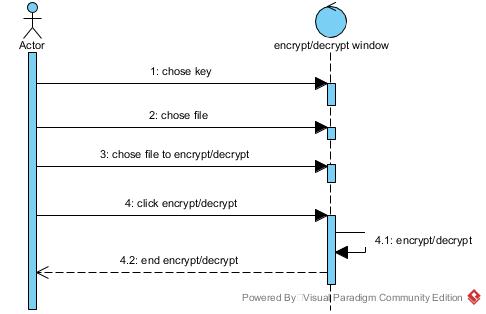 Actor
encrypt/decrypt window
1: chose key
2: chose file
3: chose file to encrypt/decrypt
4: click encrypt/decrypt
4.1: encrypt/decrypt
4.2: end encrypt/decrypt
Powered By Visual Paradigm Community Edition